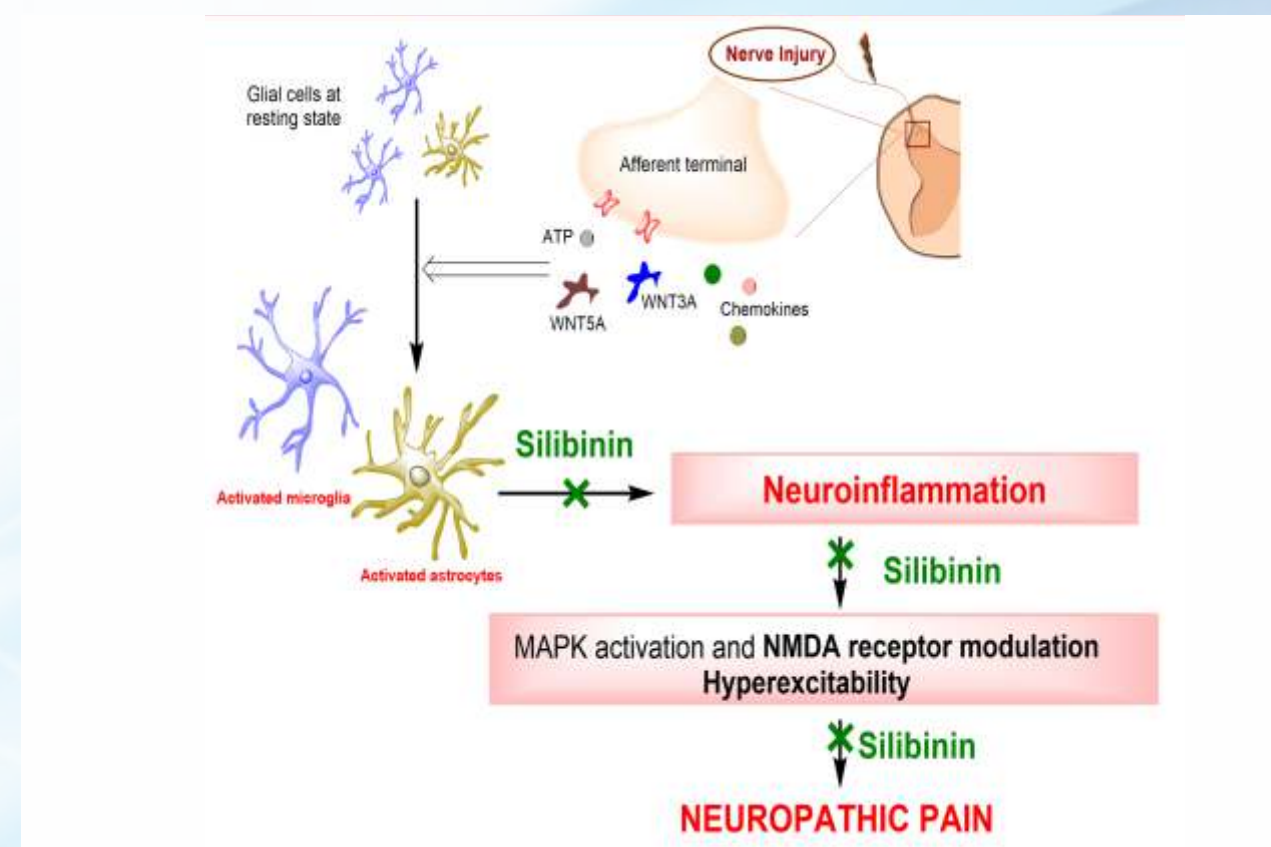 Nerve Injury
Glial cells at
resting state
Afferent terminal
ATP
WNT5A
WNT3A
Chemokines
Activated microglia
Activated astrocytes
Silibinin
Neuroinflammation
Silibinin
MAPK activation and NMDA receptor modulation
Hyperexcitability
Silibinin
NEUROPATHIC PAIN